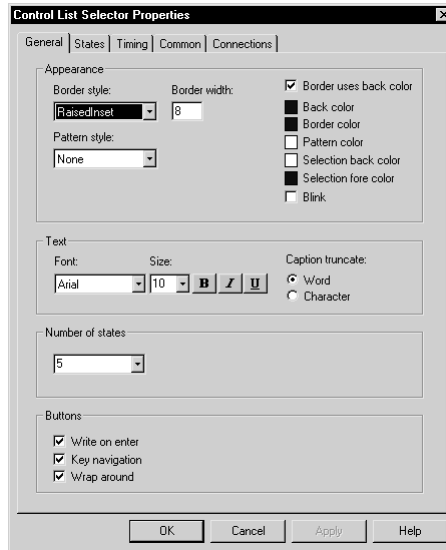 Control List Selector Properties
General States Timing Common Connections
Appearance
Border style: Border width: Border uses back color
RaisedInset 8 Back color
Border color
Pattern style: Pattern color
None Selection back color
Selection fore color
Blink
Text
Font: Size: Caption truncate:
Arial 10 B I U Word
Character
Number of states
5
Buttons
Write on enter
Key navigation
Wrap around
OK Cancel Apply Help